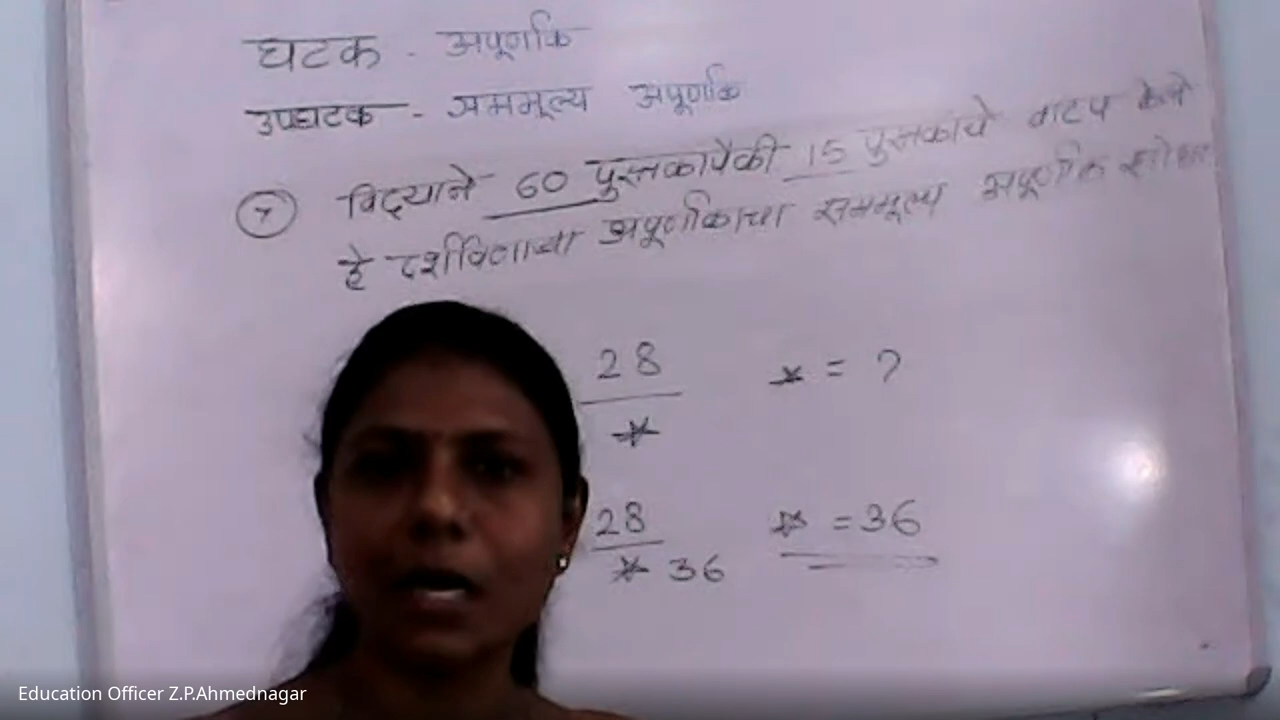 घटक - अपूर्णांक
उपघटक - सममूल्य अपूर्णांक
७ विद्याने 60 पुस्तकांपैकी 15 पुस्तकांचे वाटप केले
हे दर्शविणाऱ्या अपूर्णांकाचा सममूल्य अपूर्णांक शोधा
28
* = ?
*
28
* = 36
* 36
Education Officer Z.P.Ahmednagar